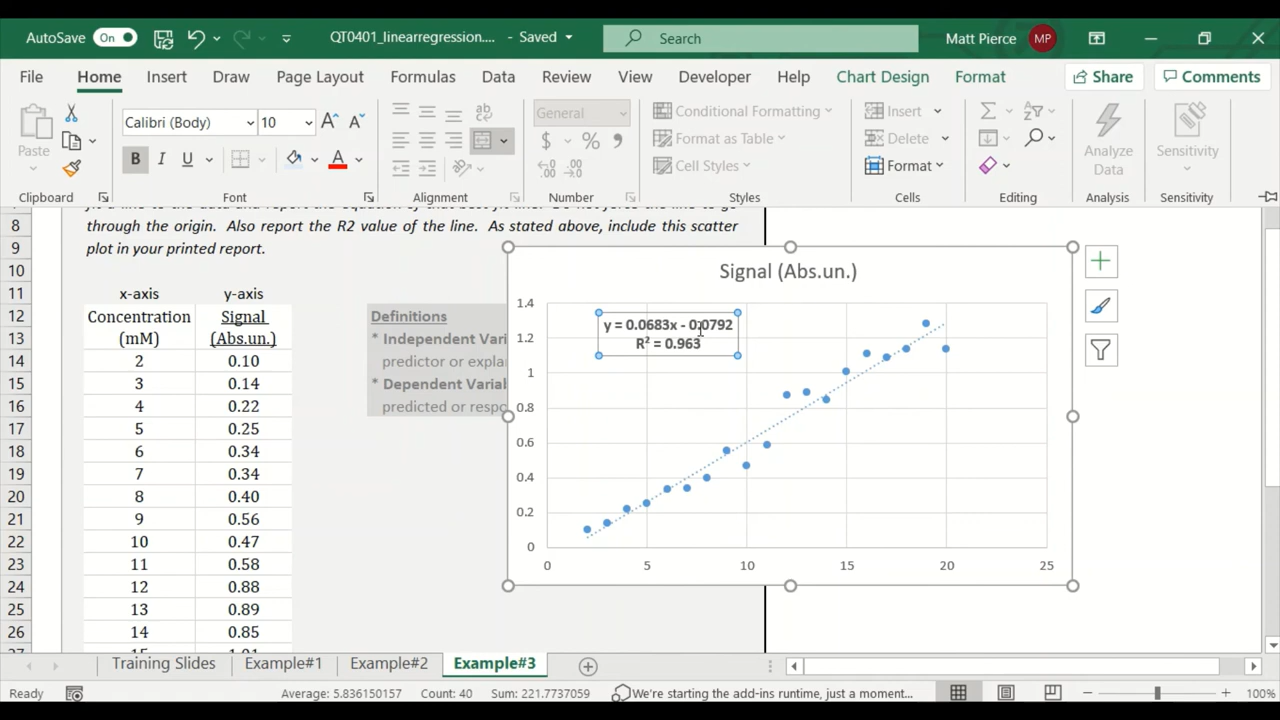 AutoSave On QT0401_linearregression.... - Saved Search Matt Pierce MP
File Home Insert Draw Page Layout Formulas Data Review View Developer Help Chart Design Format Share Comments
Paste Calibri (Body) 10 A A ab General Conditional Formatting Insert Analyze Data Sensitivity
B I U A $ % Format as Table Delete
Cell Styles Format
Clipboard Font Alignment Number Styles Cells Editing Analysis Sensitivity
8 through the origin. Also report the R2 value of the line. As stated above, include this scatter
9 plot in your printed report.
10
11 x-axis y-axis
12 Concentration Signal
13 (mM) (Abs.un.)
14 2 0.10
15 3 0.14
16 4 0.22
17 5 0.25
18 6 0.34
19 7 0.34
20 8 0.40
21 9 0.56
22 10 0.47
23 11 0.58
24 12 0.88
25 13 0.89
26 14 0.85
Definitions
* Independent Vari
predictor or expla
* Dependent Variab
predicted or respo
Signal (Abs.un.)
y = 0.0683x - 0.0792
R² = 0.963
1.4
1.2
1
0.8
0.6
0.4
0.2
0
0 5 10 15 20 25
Training Slides Example#1 Example#2 Example#3
Ready Average: 5.836150157 Count: 40 Sum: 221.7737059 We're starting the add-ins runtime, just a moment... 100%